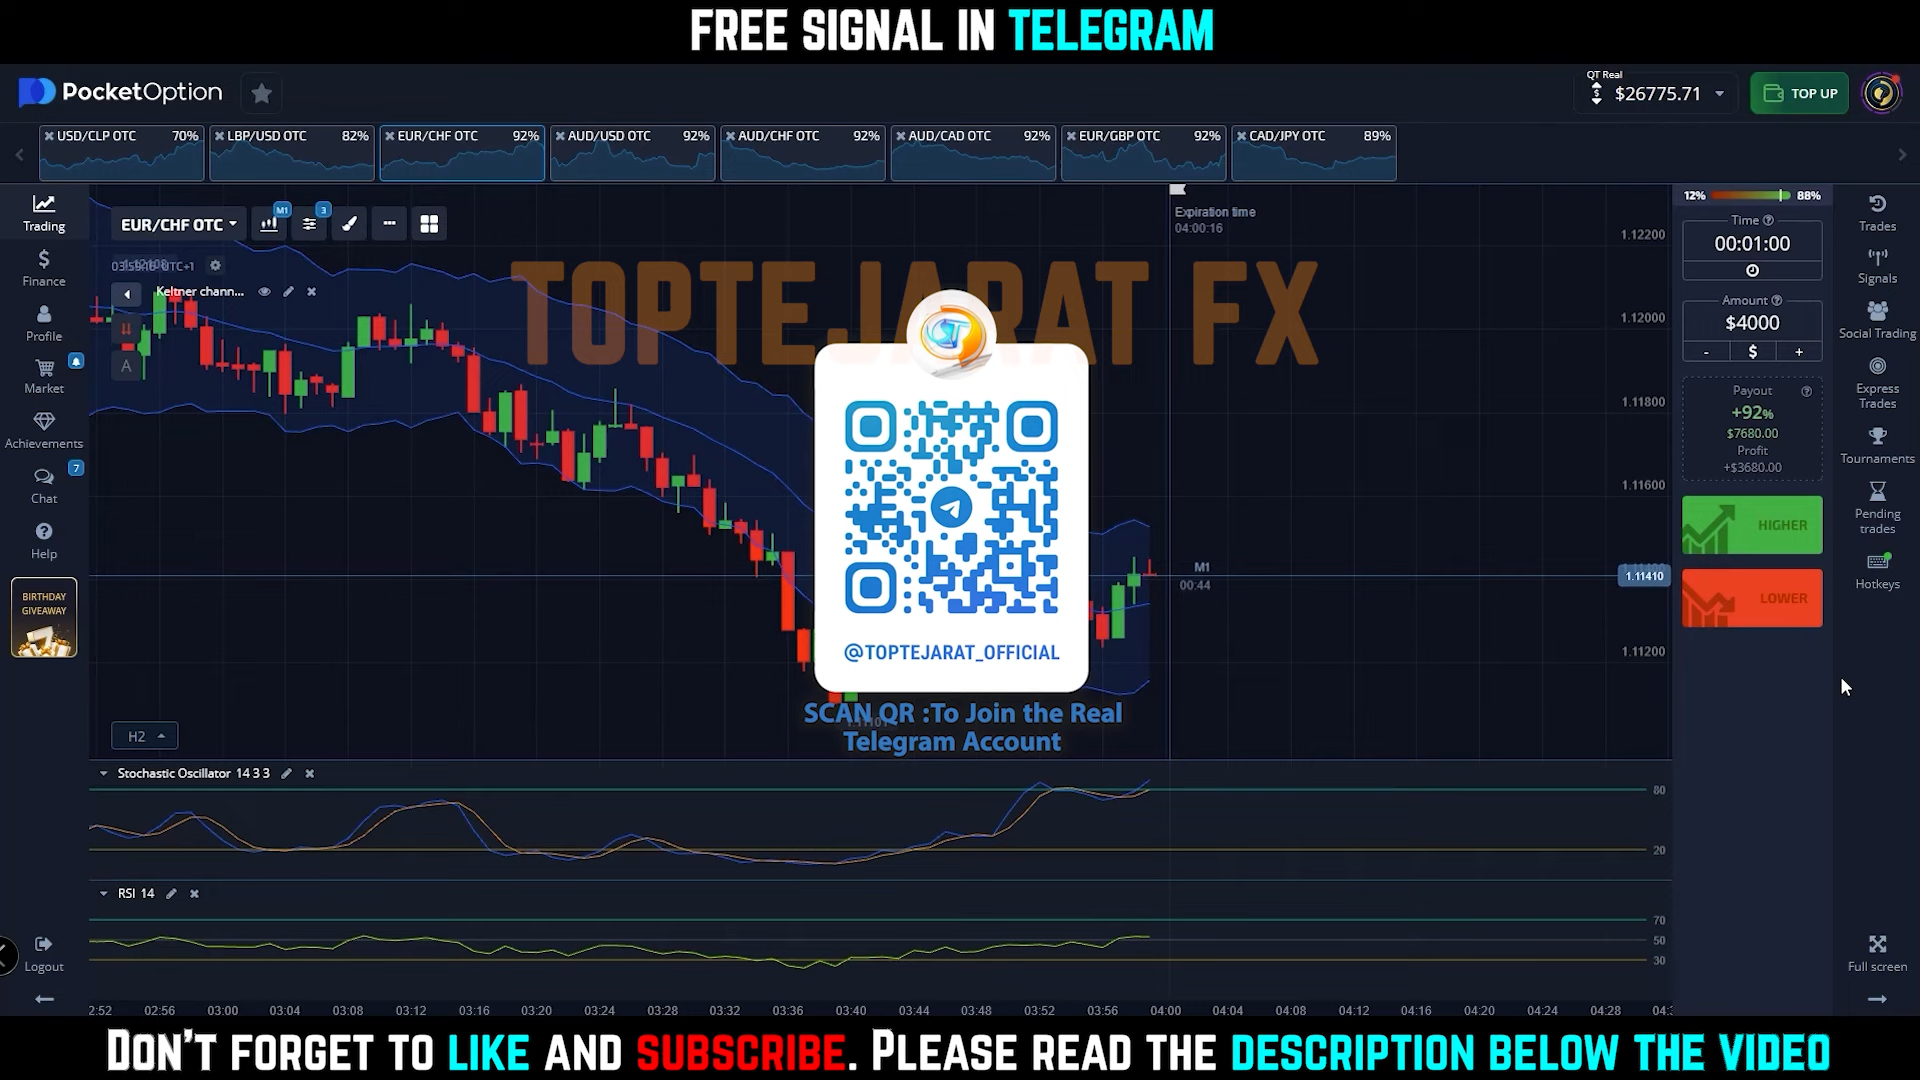 FREE SIGNAL IN TELEGRAM
PocketOption
QT Real
$26775.71
TOP UP
USD/CLP OTC 70%
LBP/USD OTC 82%
EUR/CHF OTC 92%
AUD/USD OTC 92%
AUD/CHF OTC 92%
AUD/CAD OTC 92%
EUR/GBP OTC 92%
CAD/JPY OTC 89%
Trading
Finance
Profile
Market
Achievements
7
Chat
Help
BIRTHDAY
GIVEAWAY
Logout
EUR/CHF OTC
M1
3
UTC+1
Keltner chann...
A
TOPTEJARAT FX
@TOPTEJARAT_OFFICIAL
SCAN QR :To Join the Real
Telegram Account
Expiration time
04:00:16
M1
00:44
1.12200
1.12000
1.11800
1.11600
1.11410
1.11200
H2
Stochastic Oscillator 14 3 3
80
20
RSI 14
70
50
30
2:52 02:56 03:00 03:04 03:08 03:12 03:16 03:20 03:24 03:28 03:32 03:36 03:40 03:44 03:48 03:52 03:56 04:00 04:04 04:08 04:12 04:16 04:20 04:24 04:28
12% 88%
Time
00:01:00
Amount
$4000
- $ +
Payout
+92%
$7680.00
Profit
+$3680.00
HIGHER
LOWER
Trades
Signals
Social Trading
Express
Trades
Tournaments
Pending
trades
Hotkeys
Full screen
DON'T FORGET TO LIKE AND SUBSCRIBE. PLEASE READ THE DESCRIPTION BELOW THE VIDEO